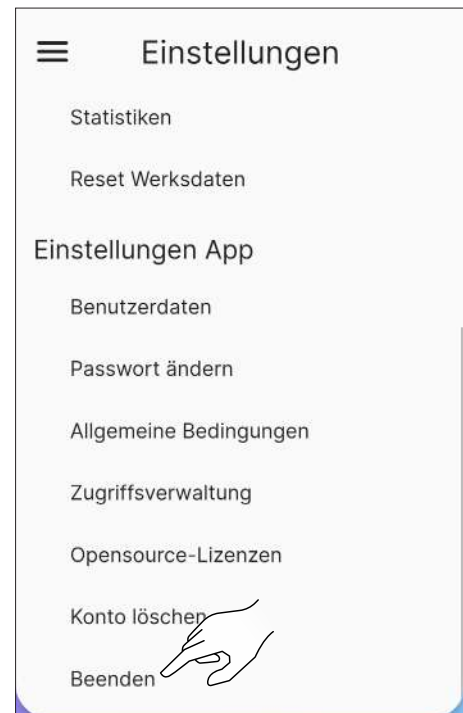 Einstellungen
Statistiken
Reset Werksdaten
Einstellungen App
Benutzerdaten
Passwort ändern
Allgemeine Bedingungen
Zugriffsverwaltung
Opensource-Lizenzen
Konto löschen
Beenden